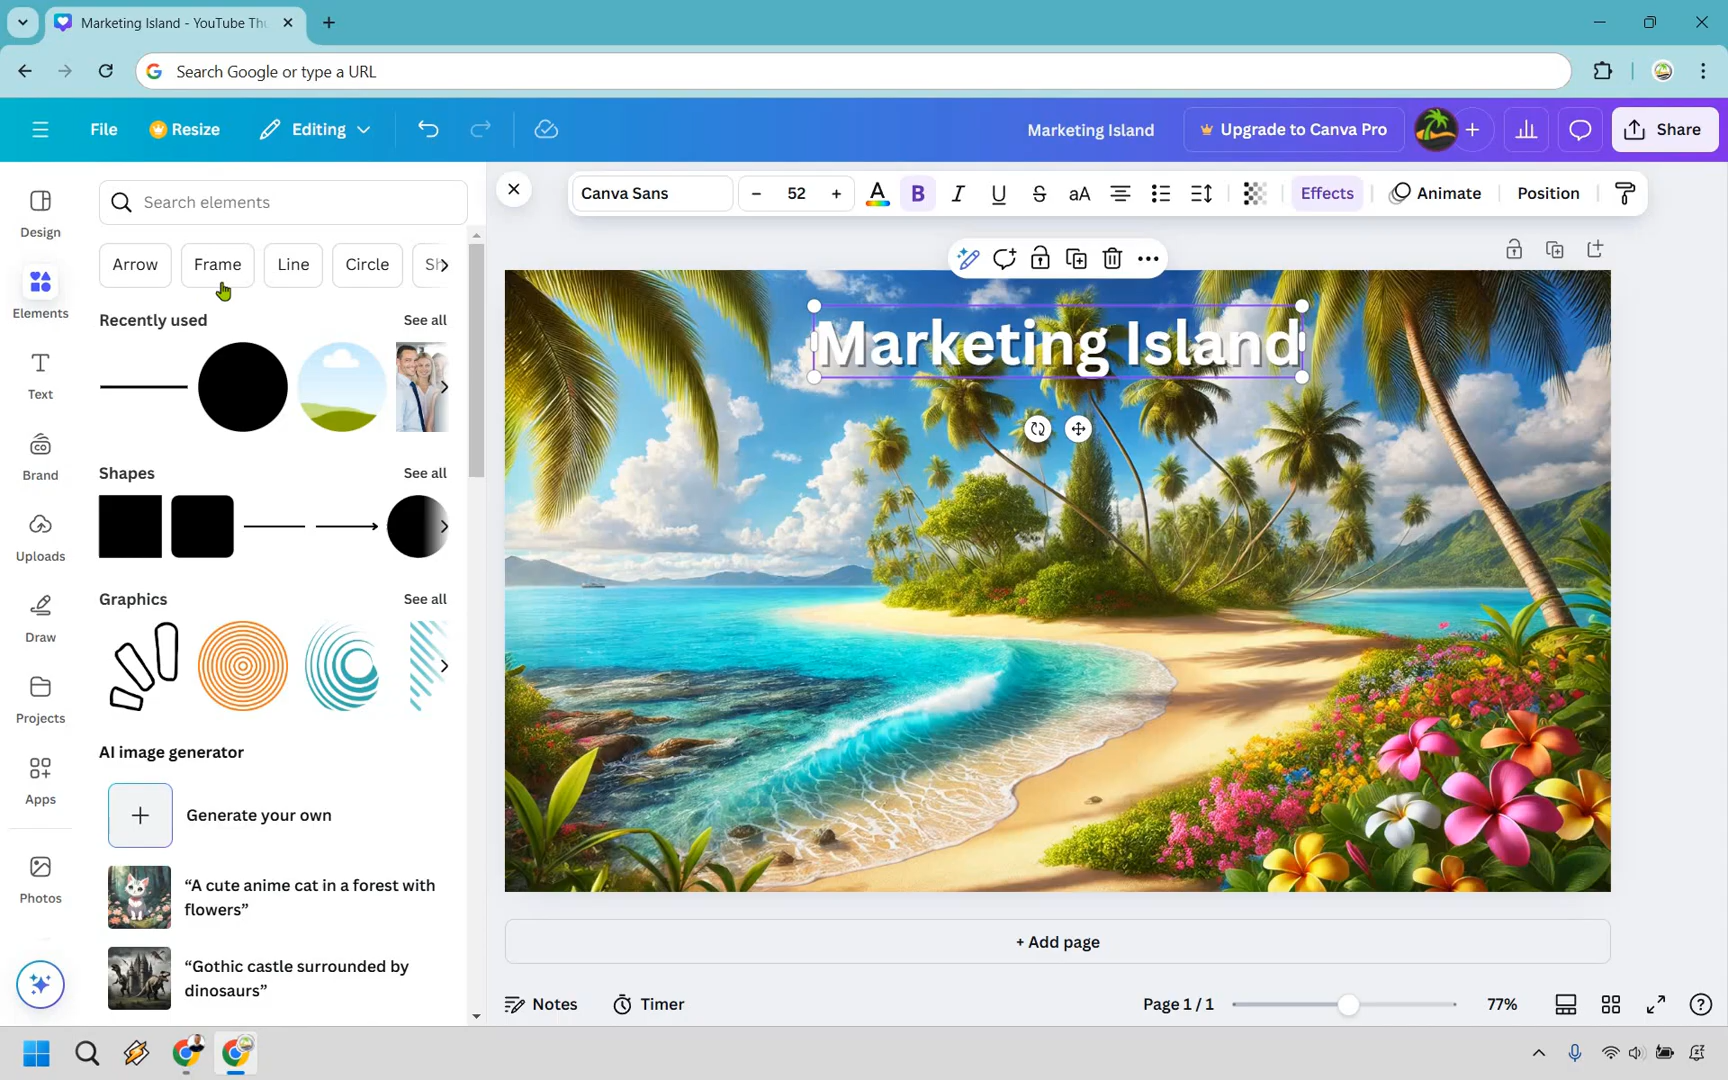 Marketing Island - YouTube Th
Search Google or type a URL
File
Resize
Editing
Marketing Island
Upgrade to Canva Pro
Share
Design
Elements
Text
Brand
Uploads
Draw
Projects
Apps
Photos
Search elements
Arrow
Frame
Line
Circle
Sh
Recently used
See all
Shapes
See all
Graphics
See all
AI image generator
Generate your own
“A cute anime cat in a forest with
flowers”
“Gothic castle surrounded by
dinosaurs”
Canva Sans
52
A
B
I
U
S
aA
Effects
Animate
Position
Marketing Island
+ Add page
Notes
Timer
Page 1 / 1
77%